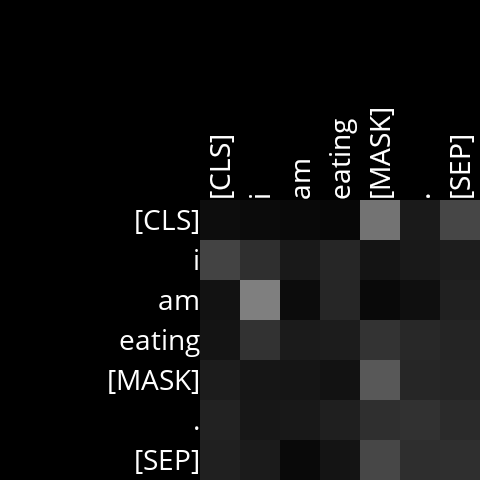 [CLS]
i
am
eating
[MASK]
.
[SEP]
[CLS]
i
am
eating
[MASK]
.
[SEP]